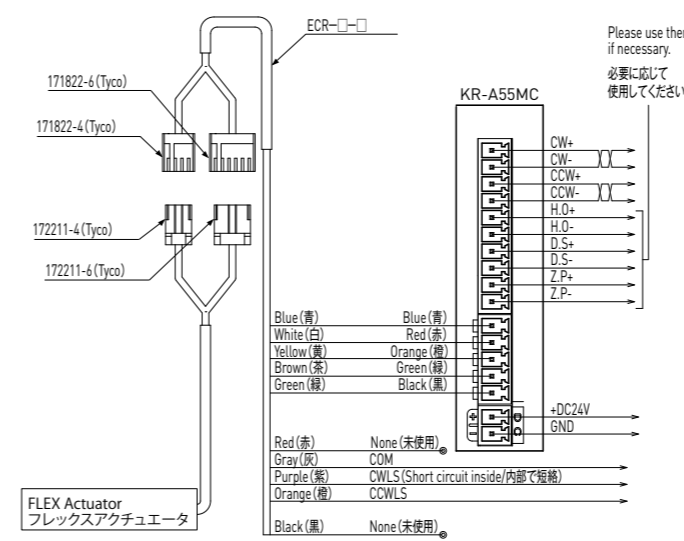 ECR-□-□
Please use ther
if necessary.
必要に応じて
使用してください
171822-6(Tyco)
171822-4(Tyco)
KR-A55MC
CW+
CW-
CCW+
CCW-
H.O+
H.O-
D.S+
D.S-
Z.P+
Z.P-
172211-4(Tyco)
172211-6(Tyco)
Blue(青) Blue(青)
White(白) Red(赤)
Yellow(黄) Orange(橙)
Brown(茶) Green(緑)
Green(緑) Black(黒)
+DC24V
GND
Red(赤) None(未使用)
Gray(灰) COM
Purple(紫) CWLS(Short circuit inside/内部で短絡)
Orange(橙) CCWLS
Black(黒) None(未使用)
FLEX Actuator
フレックスアクチュエータ